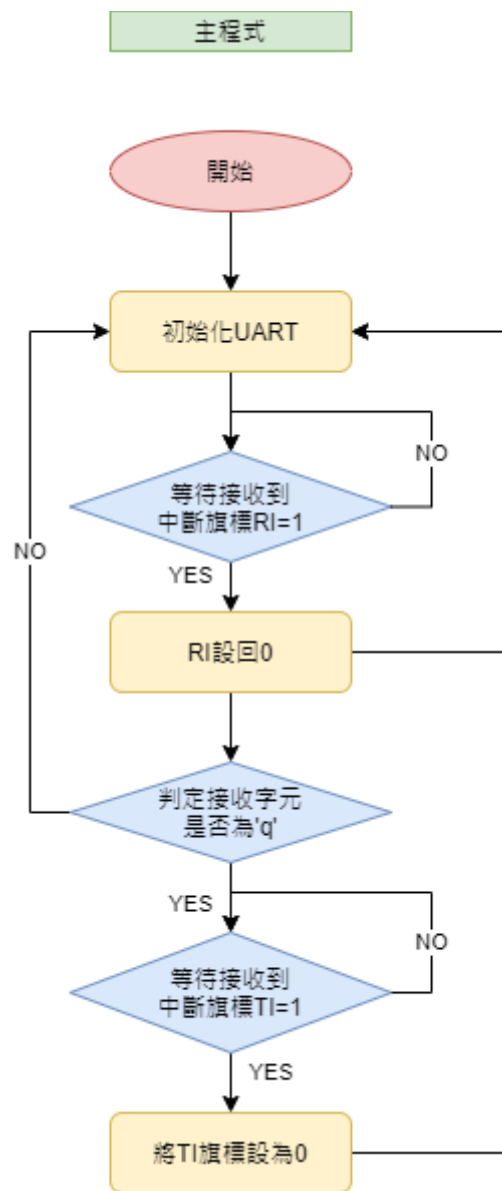 主程式
開始
初始化UART
NO
等待接收到
中斷旗標RI=1
NO
YES
RI設回0
判定接收字元
是否為'q'
YES
NO
等待接收到
中斷旗標TI=1
YES
將TI旗標設為0